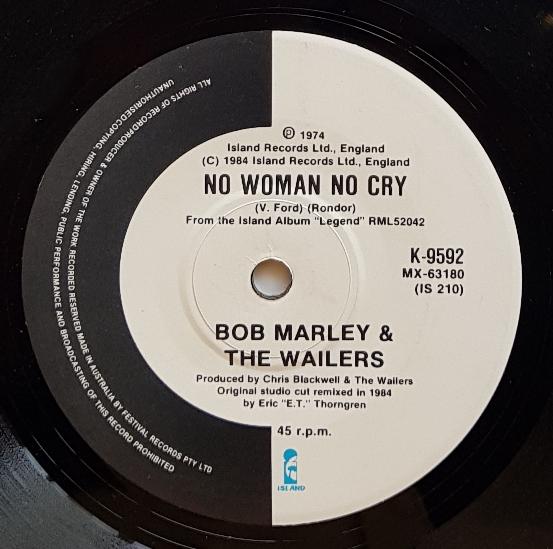 ℗ 1974
Island Records Ltd., England
(C) 1984 Island Records Ltd., England
NO WOMAN NO CRY
(V. Ford) (Rondor)
From the Island Album "Legend" RML52042
K-9592
MX-63180
(IS 210)
BOB MARLEY &
THE WAILERS
Produced by Chris Blackwell & The Wailers
Original studio cut remixed in 1984
by Eric "E.T." Thorngren
45 r.p.m.
ISLAND
ALL RIGHTS OF RECORD PRODUCER & OWNER OF THE WORK RECORDED RESERVED MADE IN AUSTRALIA BY FESTIVAL RECORDS PTY LTD
UNAUTHORISED COPYING, HIRING, LENDING, PUBLIC PERFORMANCE AND BROADCASTING OF THIS RECORD PROHIBITED